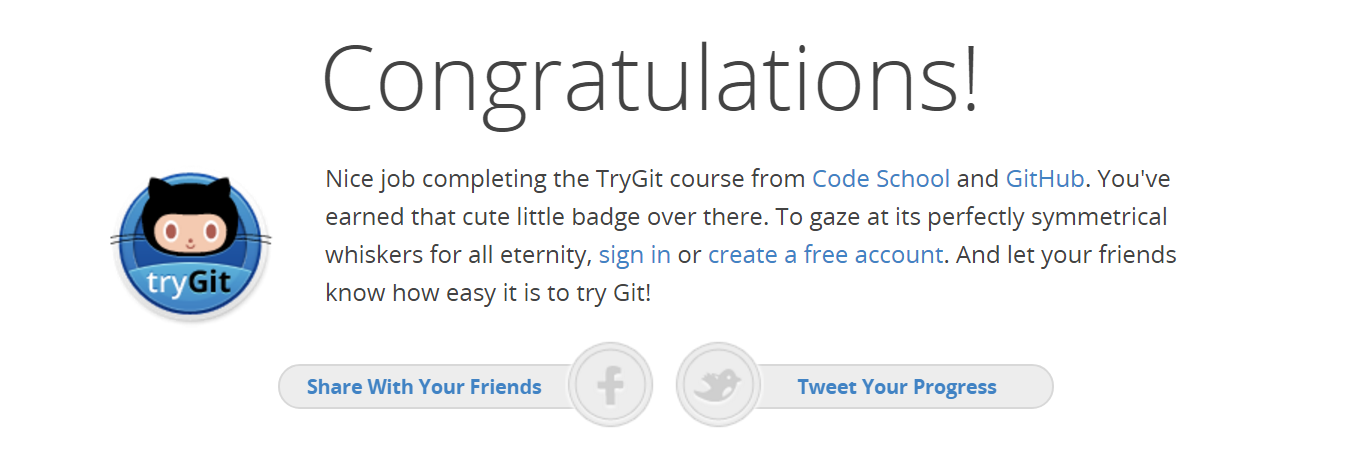 Congratulations!
Nice job completing the TryGit course from Code School and GitHub. You've
earned that cute little badge over there. To gaze at its perfectly symmetrical
whiskers for all eternity, sign in or create a free account. And let your friends
know how easy it is to try Git!
tryGit
Share With Your Friends
Tweet Your Progress